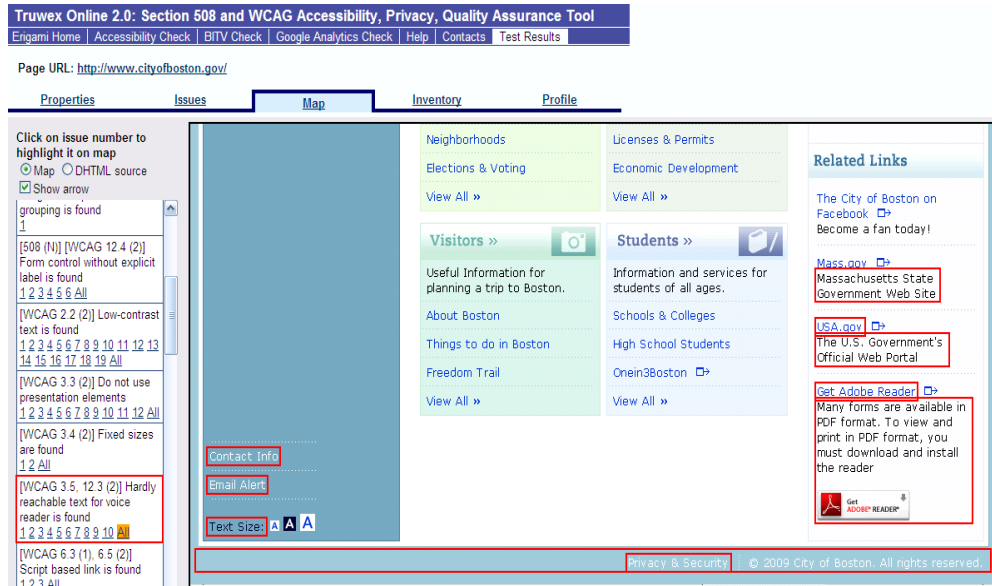 Truwex Online 2.0: Section 508 and WCAG Accessibility, Privacy, Quality Assurance Tool
Erigami Home | Accessibility Check | BITV Check | Google Analytics Check | Help | Contacts Test Results
Page URL: http://www.cityofboston.gov/
Properties Issues Map Inventory Profile
Click on issue number to
highlight it on map
Map DHTML source
Show arrow
grouping is found
1
[508 (N)] [WCAG 12.4 (2)]
Form control without explicit
label is found
1 2 3 4 5 6 All
[WCAG 2.2 (2)] Low-contrast
text is found
1 2 3 4 5 6 7 8 9 10 11 12 13
14 15 16 17 18 19 All
[WCAG 3.3 (2)] Do not use
presentation elements
1 2 3 4 5 6 7 8 9 10 11 12 All
[WCAG 3.4 (2)] Fixed sizes
are found
1 2 All
[WCAG 3.5, 12.3 (2)] Hardly
reachable text for voice
reader is found
1 2 3 4 5 6 7 8 9 10 All
[WCAG 6.3 (1), 6.5 (2)]
Script based link is found
1 2 3 All
Contact Info
Email Alert
Text Size: A A A
Neighborhoods
Elections & Voting
View All »
Visitors »
Useful Information for
planning a trip to Boston.
About Boston
Things to do in Boston
Freedom Trail
View All »
Licenses & Permits
Economic Development
View All »
Students »
Information and services for
students of all ages.
Schools & Colleges
High School Students
Onein3Boston
View All »
Related Links
The City of Boston on
Facebook
Become a fan today!
Mass.gov
Massachusetts State
Government Web Site
USA.gov
The U.S. Government's
Official Web Portal
Get Adobe Reader
Many forms are available in
PDF format. To view and
print in PDF format, you
must download and install
the reader
Get
ADOBE® READER®
Privacy & Security | © 2009 City of Boston. All rights reserved.